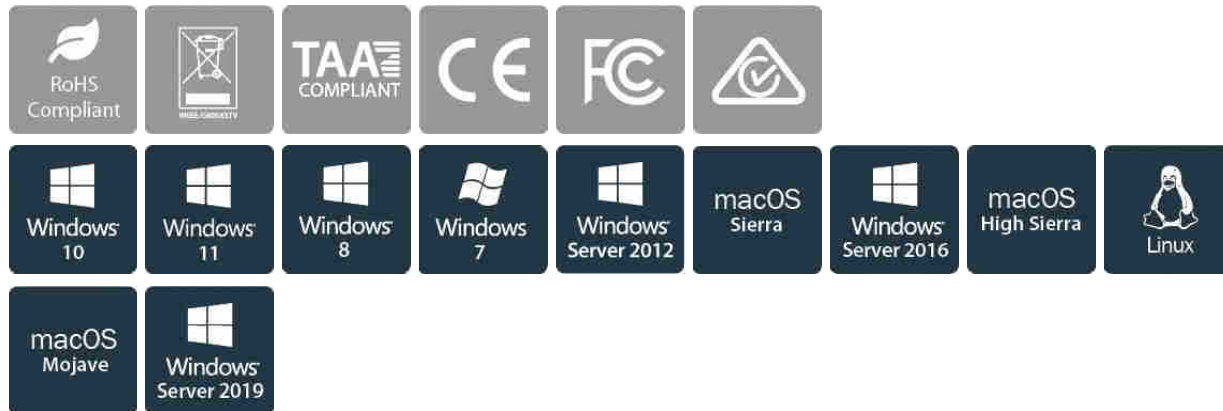 RoHS
Compliant
TAA
COMPLIANT
CE
FC
Windows
10
Windows
11
Windows
8
Windows
7
Windows
Server 2012
macOS
Sierra
Windows
Server 2016
macOS
High Sierra
Linux
macOS
Mojave
Windows
Server 2019